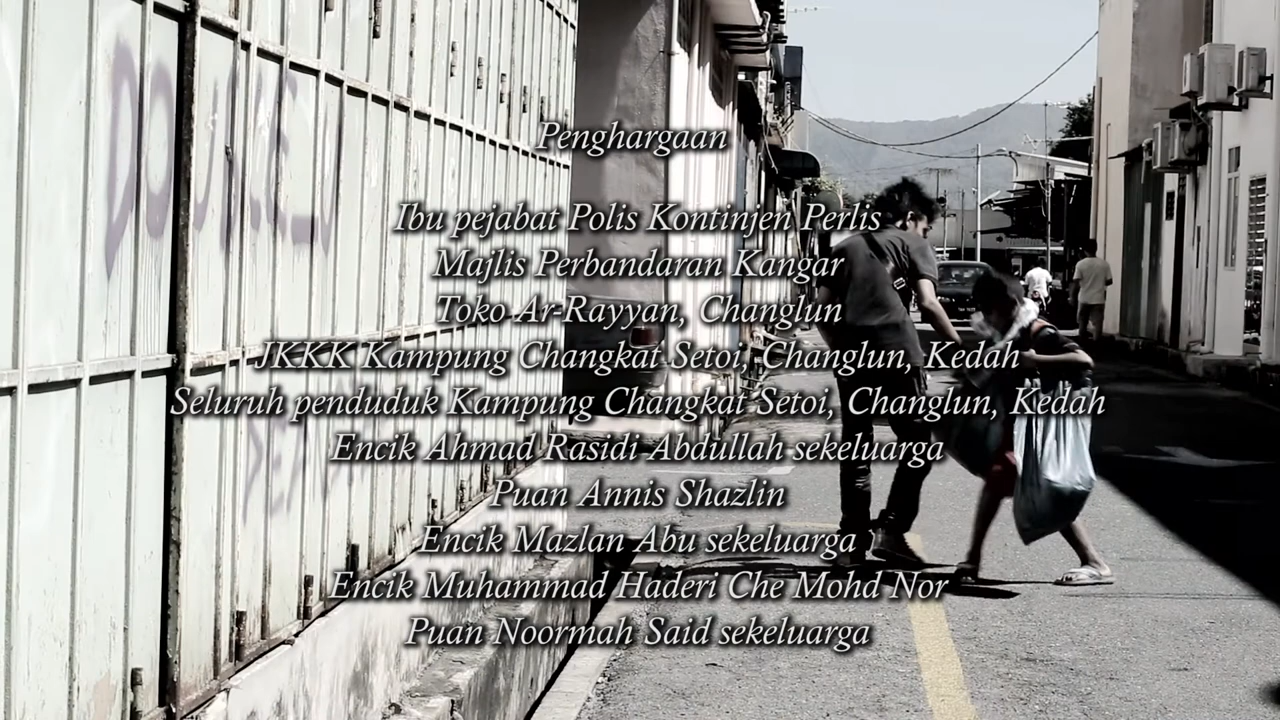 Penghargaan
Ibu pejabat Polis Kontinjen Perlis
Majlis Perbandaran Kangar
Toko Ar-Rayyan, Changlun
JKKK Kampung Changkat Setoi, Changlun, Kedah
Seluruh penduduk Kampung Changkat Setoi, Changlun, Kedah
Encik Ahmad Rasidi Abdullah sekeluarga
Puan Annis Shazlin
Encik Mazlan Abu sekeluarga
Encik Muhammad Haderi Che Mohd Nor
Puan Noormah Said sekeluarga